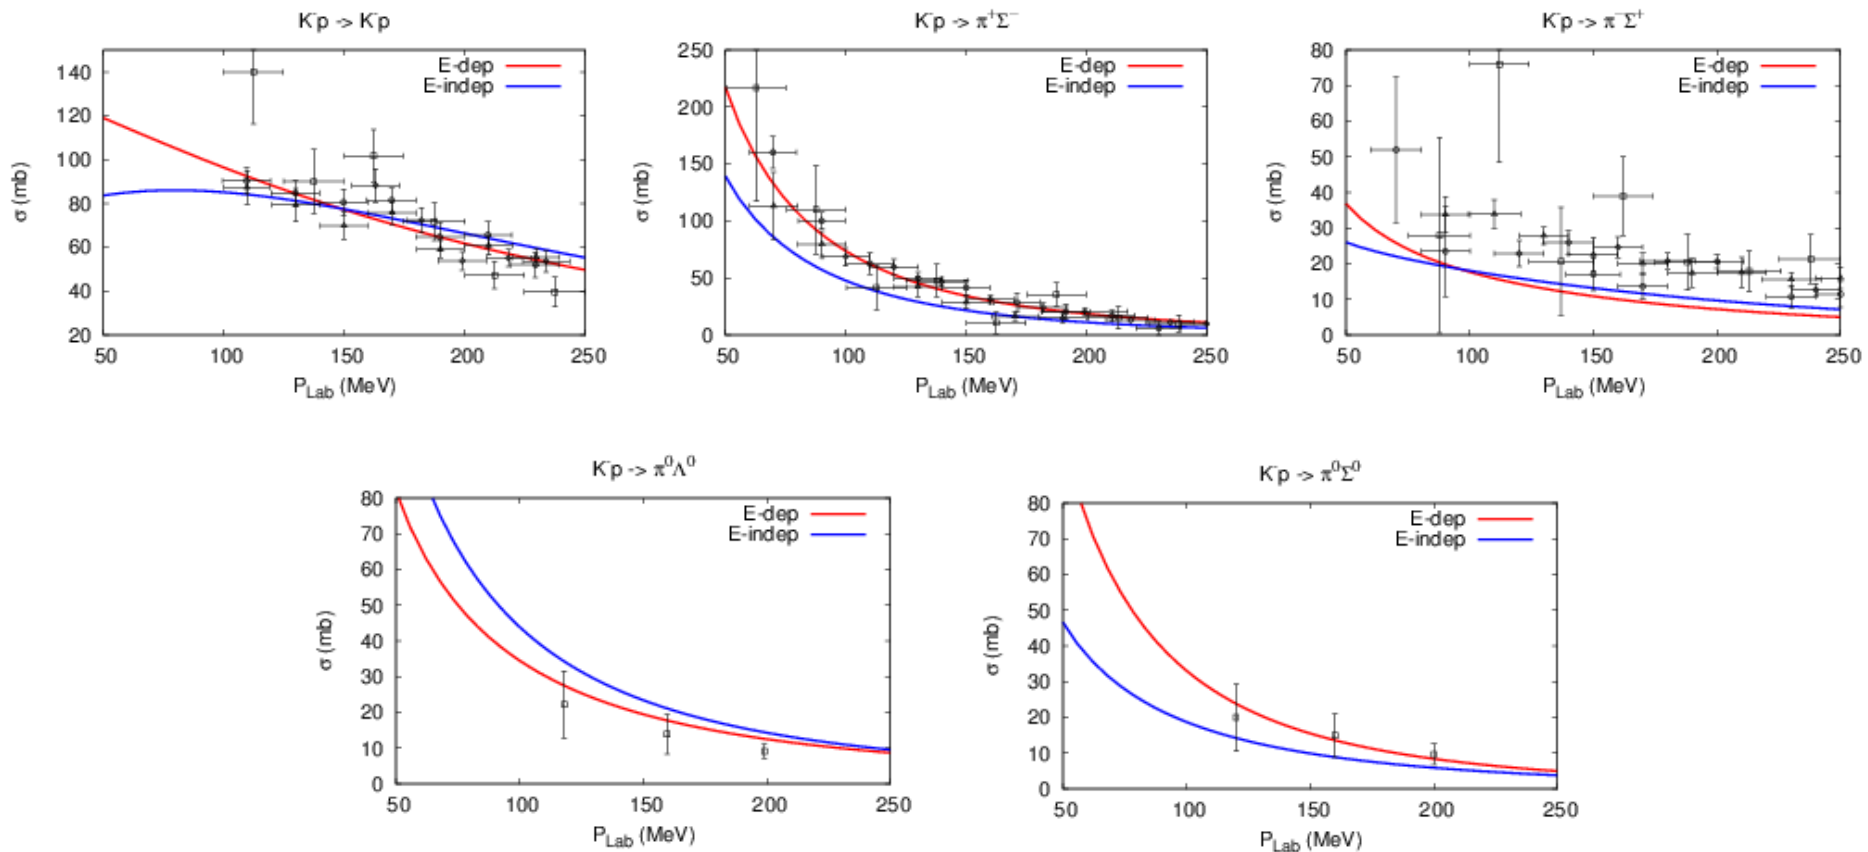 K⁻p -> K⁻p
140
120
100
80
60
40
20
σ (mb)
E-dep
E-indep
50 100 150 200 250
P_Lab (MeV)
K⁻p -> π⁺Σ⁻
250
200
150
100
50
0
σ (mb)
E-dep
E-indep
50 100 150 200 250
P_Lab (MeV)
K⁻p -> π⁻Σ⁺
80
70
60
50
40
30
20
10
0
σ (mb)
E-dep
E-indep
50 100 150 200 250
P_Lab (MeV)
K⁻p -> π⁰Λ⁰
80
70
60
50
40
30
20
10
0
σ (mb)
E-dep
E-indep
50 100 150 200 250
P_Lab (MeV)
K⁻p -> π⁰Σ⁰
80
70
60
50
40
30
20
10
0
σ (mb)
E-dep
E-indep
50 100 150 200 250
P_Lab (MeV)